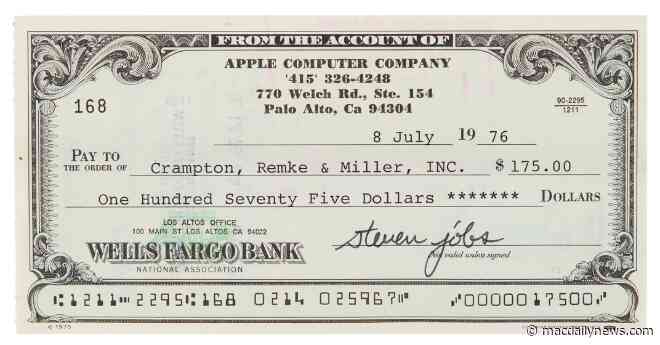 FROM THE ACCOUNT OF
APPLE COMPUTER COMPANY
'415' 326-4248
770 Welch Rd., Ste. 154
Palo Alto, Ca 94304
168
90-2295
1211
8 July 19 76
PAY TO
THE ORDER OF Crampton, Remke & Miller, INC. $ 175.00
One Hundred Seventy Five Dollars ******* DOLLARS
LOS ALTOS OFFICE
100 MAIN ST LOS ALTOS, CA 94022
WELLS FARGO BANK
NATIONAL ASSOCIATION
steven jobs
Not valid unless signed
⑆1211⑉2295⑆168 0214 025967⑈ ⑇0000017500⑇
© 1975
macdailynews.com